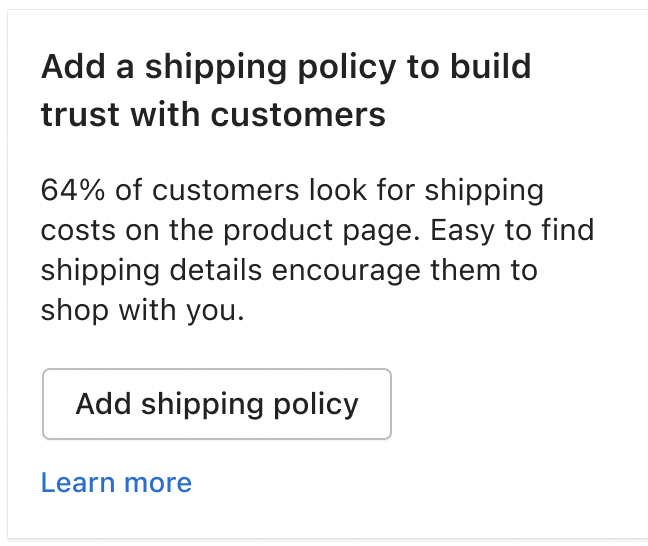 Add a shipping policy to build
trust with customers
64% of customers look for shipping
costs on the product page. Easy to find
shipping details encourage them to
shop with you.
Add shipping policy
Learn more